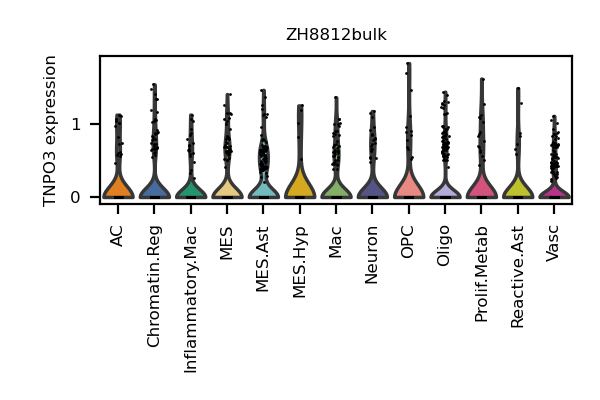 ZH8812bulk
TNPO3 expression
1
0
AC
Chromatin.Reg
Inflammatory.Mac
MES
MES.Ast
MES.Hyp
Mac
Neuron
OPC
Oligo
Prolif.Metab
Reactive.Ast
Vasc